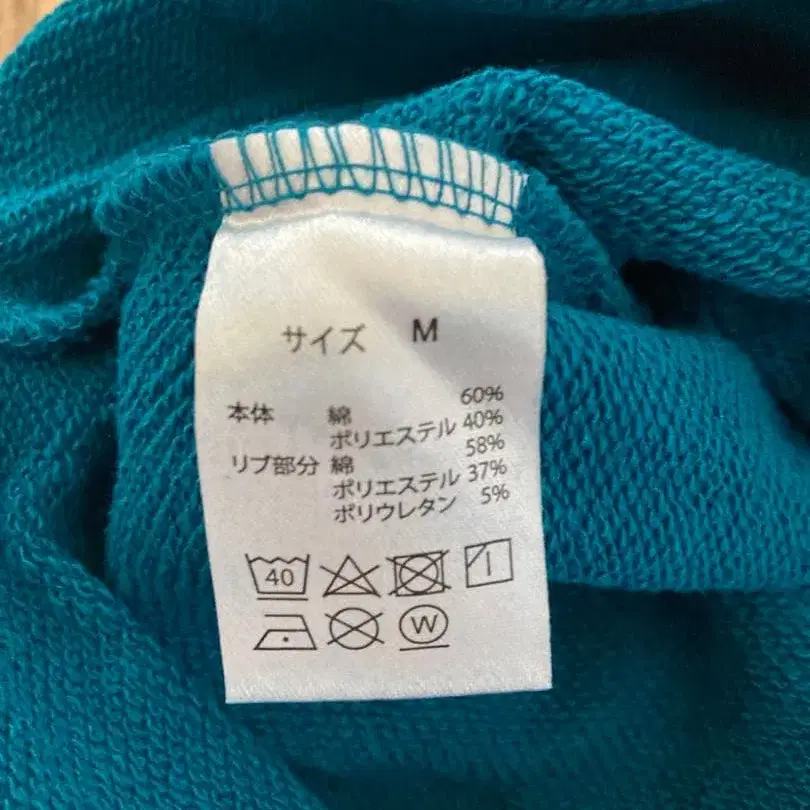 サイズ M
本体 綿 60%
ポリエステル 40%
リブ部分 綿 58%
ポリエステル 37%
ポリウレタン 5%
40
W